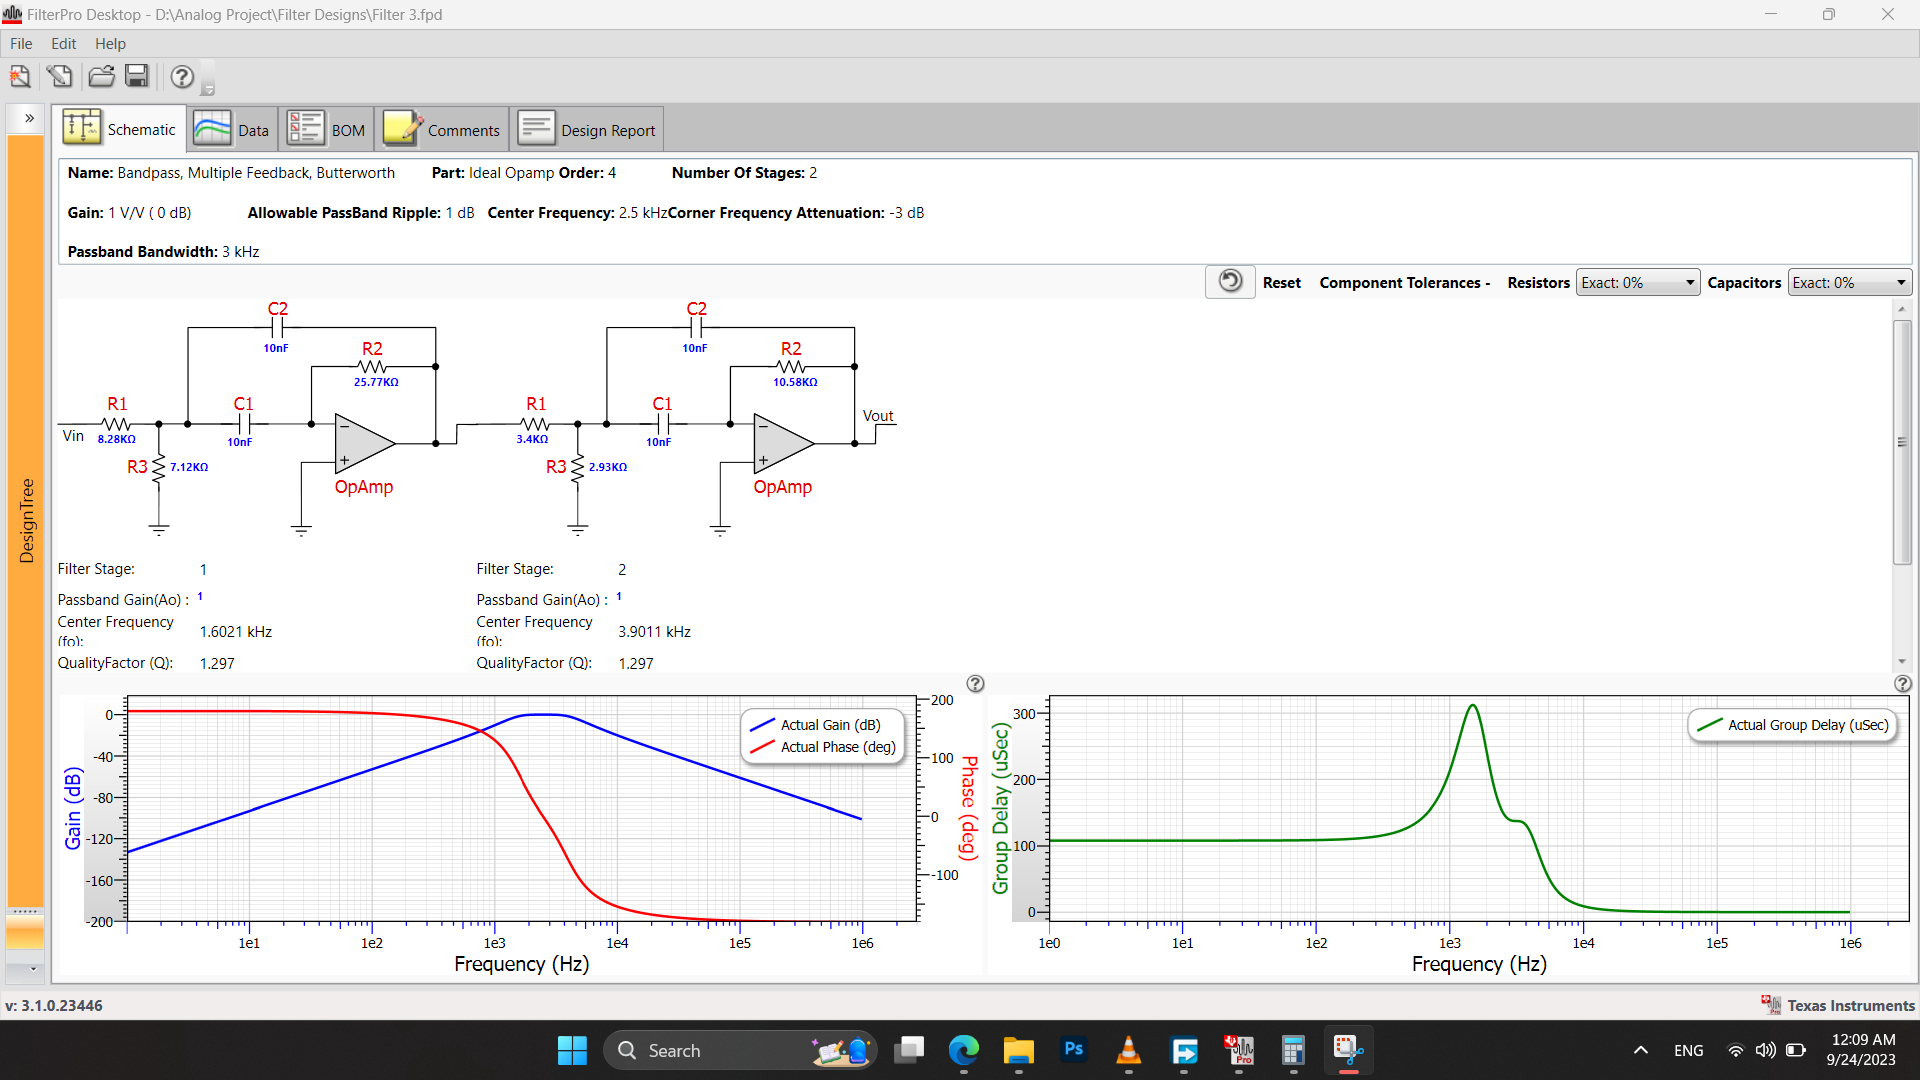 FilterPro Desktop - D:\Analog Project\Filter Designs\Filter 3.fpd
File Edit Help
Schematic Data BOM Comments Design Report
Name: Bandpass, Multiple Feedback, Butterworth Part: Ideal Opamp Order: 4 Number Of Stages: 2
Gain: 1 V/V ( 0 dB) Allowable PassBand Ripple: 1 dB Center Frequency: 2.5 kHzCorner Frequency Attenuation: -3 dB
Passband Bandwidth: 3 kHz
Reset Component Tolerances - Resistors Exact: 0% Capacitors Exact: 0%
DesignTree
C2 C2
10nF 10nF
R2 R2
25.77KΩ 10.58KΩ
R1 C1 R1 C1
Vout
Vin 8.28KΩ 10nF 3.4KΩ 10nF
R3 7.12KΩ R3 2.93KΩ
OpAmp OpAmp
Filter Stage: 1 Filter Stage: 2
Passband Gain(Ao) : 1 Passband Gain(Ao) : 1
Center Frequency (fo): 1.6021 kHz Center Frequency (fo): 3.9011 kHz
QualityFactor (Q): 1.297 QualityFactor (Q): 1.297
Gain (dB)
0
-40
-80
-120
-160
-200
Actual Gain (dB)
Actual Phase (deg)
200
100
0
-100
Phase (deg)
1e1 1e2 1e3 1e4 1e5 1e6
Frequency (Hz)
Group Delay (uSec)
300
200
100
0
Actual Group Delay (uSec)
1e0 1e1 1e2 1e3 1e4 1e5 1e6
Frequency (Hz)
v: 3.1.0.23446
Texas Instruments
Search
Ps
Pro
ENG
12:09 AM
9/24/2023